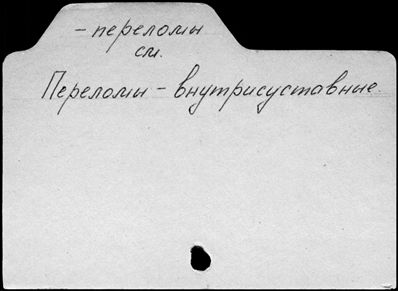 - переломы
см.
Переломы - внутрисуставные.